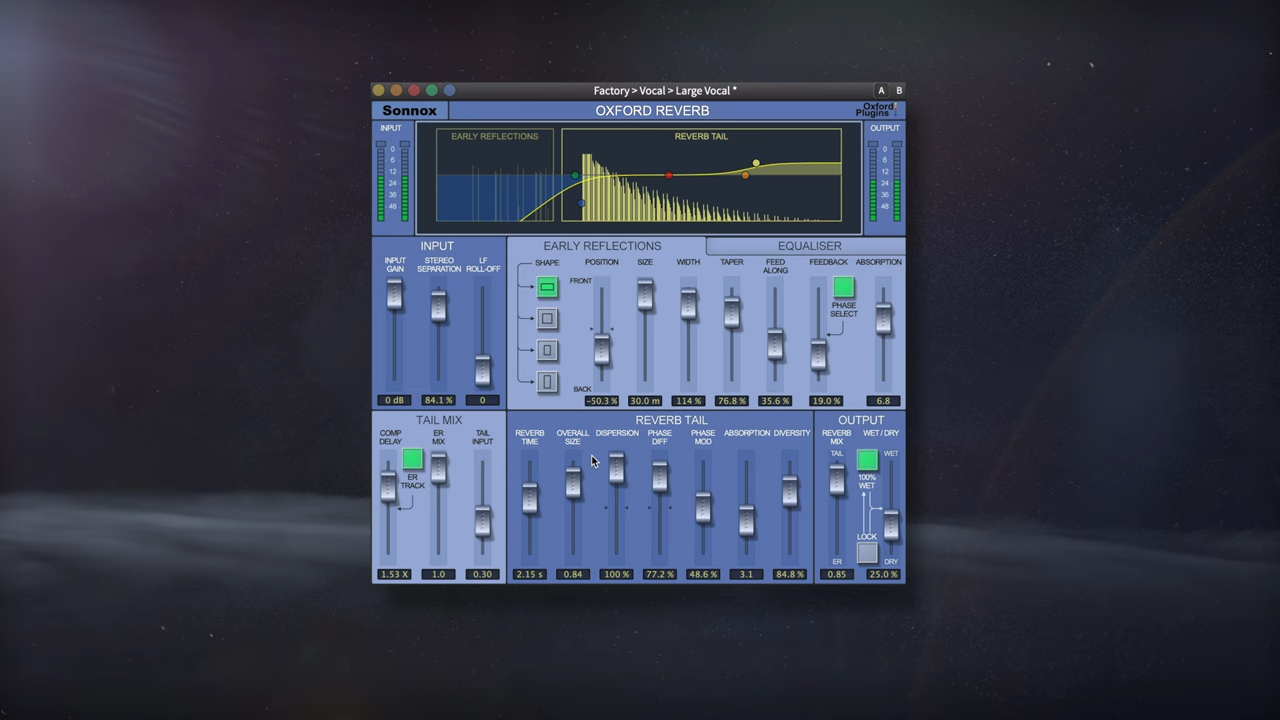 Factory > Vocal > Large Vocal *
A
B
Sonnox
OXFORD REVERB
Oxford
Plugins
INPUT
0
6
12
24
36
48
EARLY REFLECTIONS
REVERB TAIL
OUTPUT
0
6
12
24
36
48
INPUT
INPUT GAIN
STEREO SEPARATION
LF ROLL-OFF
0 dB
84.1 %
0
EARLY REFLECTIONS
EQUALISER
SHAPE
POSITION
SIZE
WIDTH
TAPER
FEED ALONG
FEEDBACK
ABSORPTION
FRONT
BACK
PHASE SELECT
-50.3 %
30.0 m
114 %
76.8 %
35.6 %
19.0 %
6.8
TAIL MIX
COMP DELAY
ER MIX
TAIL INPUT
ER TRACK
1.53 X
1.0
0.30
REVERB TAIL
REVERB TIME
OVERALL SIZE
DISPERSION
PHASE DIFF
PHASE MOD
ABSORPTION
DIVERSITY
2.15 s
0.84
100 %
77.2 %
48.6 %
3.1
84.8 %
OUTPUT
REVERB MIX
WET / DRY
TAIL
WET
100% WET
LOCK
ER
DRY
0.85
25.0 %